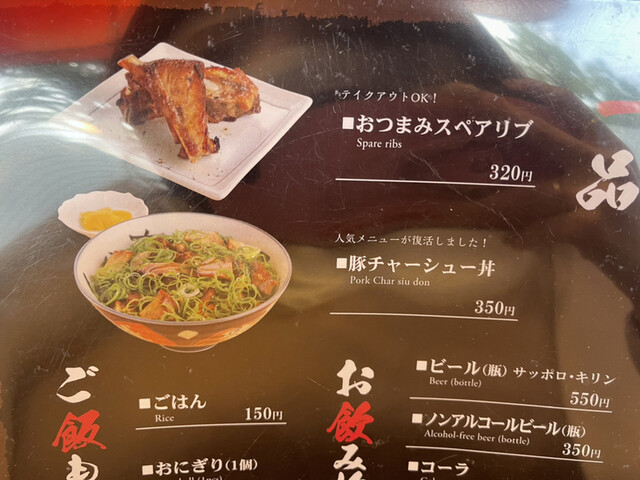 テイクアウトOK！
■おつまみスペアリブ
Spare ribs
320円
品
人気メニューが復活しました！
■豚チャーシュー丼
Pork Char siu don
350円
ご飯も
■ごはん
Rice
150円
■おにぎり(1個)
お飲み
■ビール(瓶) サッポロ・キリン
Beer (bottle)
550円
■ノンアルコールビール(瓶)
Alcohol-free beer (bottle)
350円
■コーラ